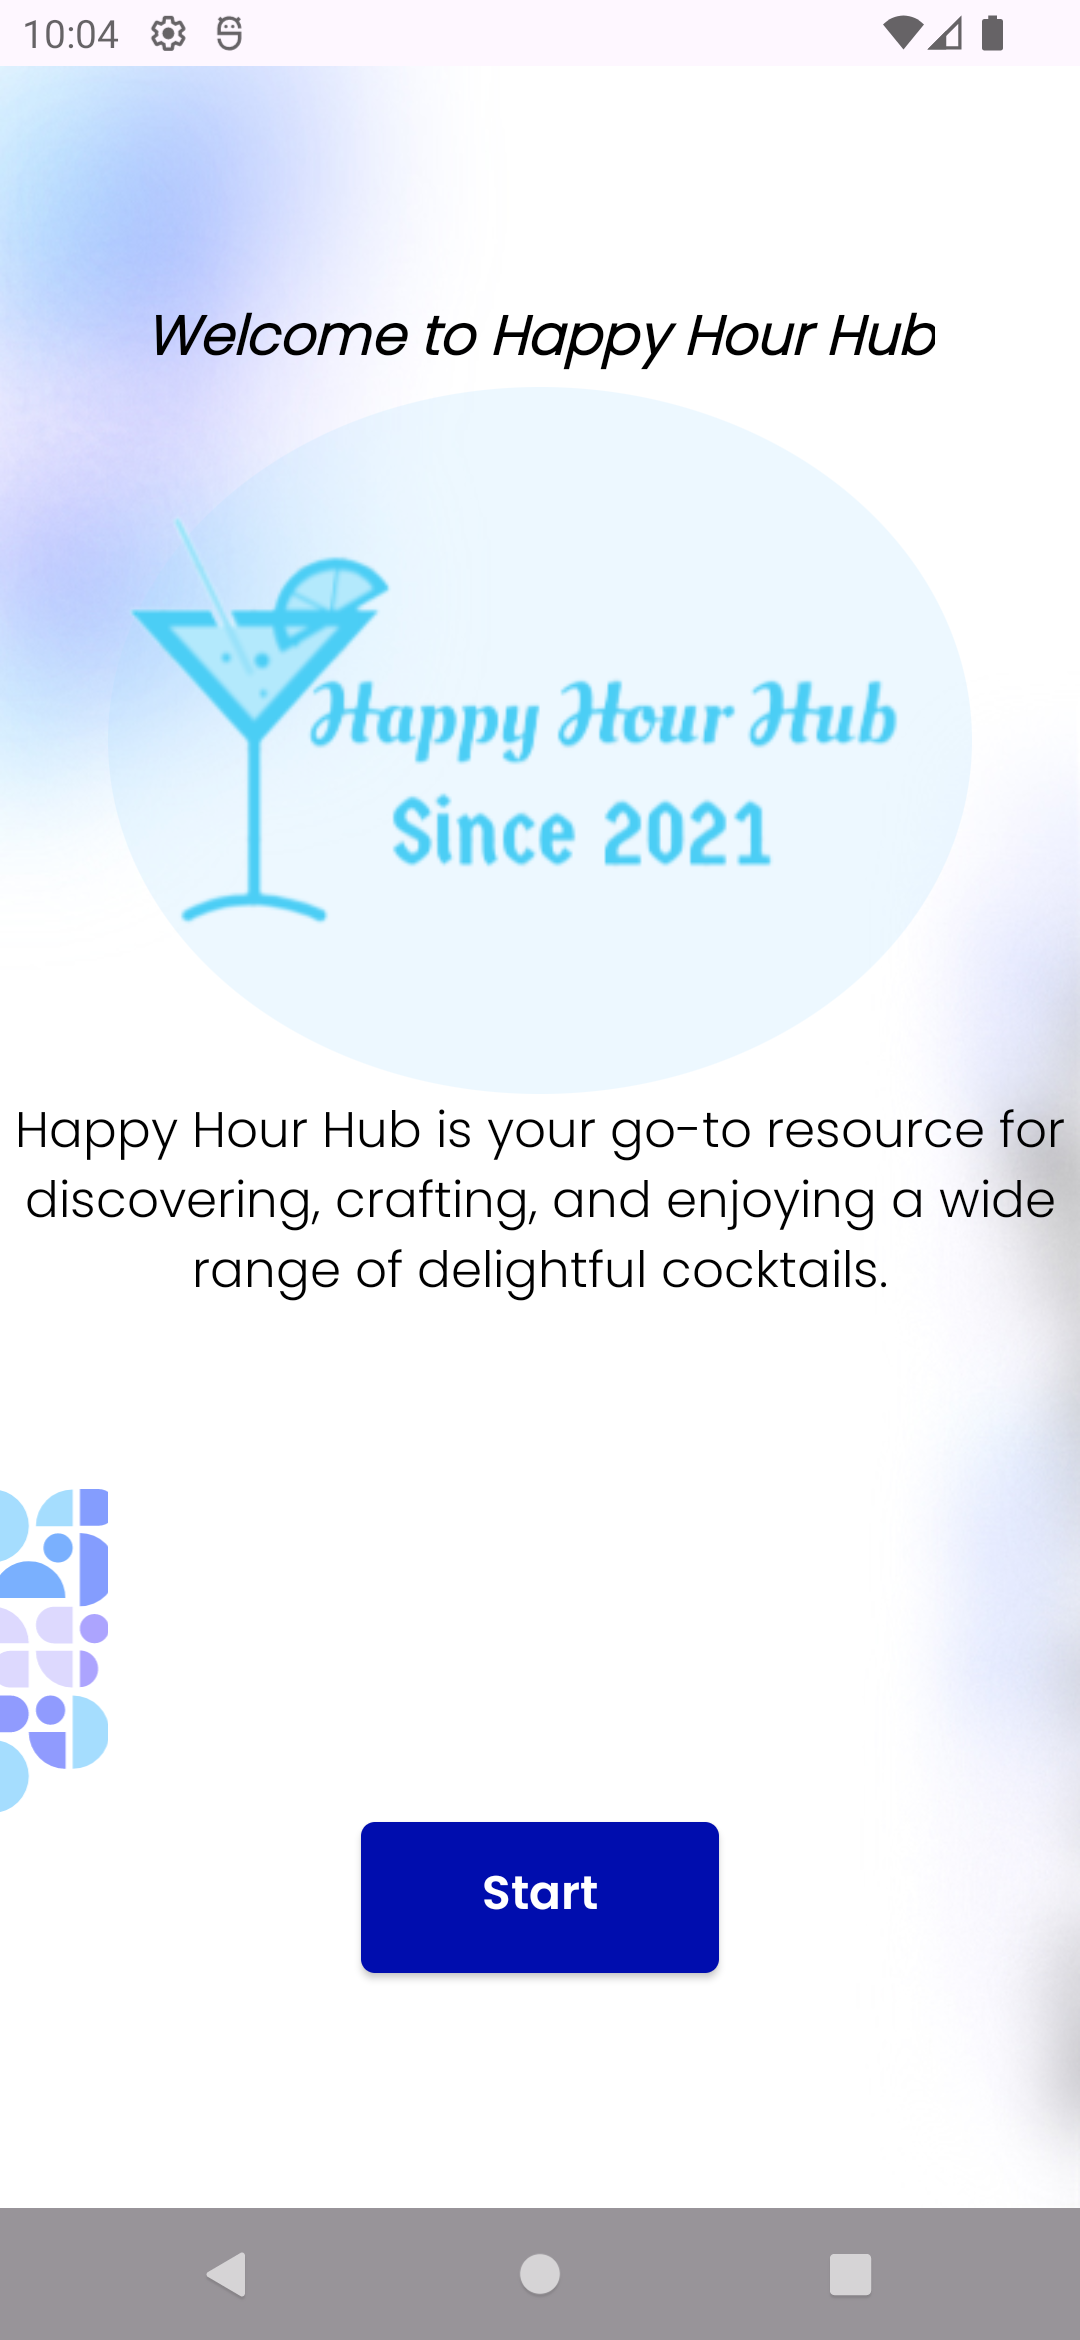 10:04
Welcome to Happy Hour Hub
Happy Hour Hub
Since 2021
Happy Hour Hub is your go-to resource for
discovering, crafting, and enjoying a wide
range of delightful cocktails.
Start